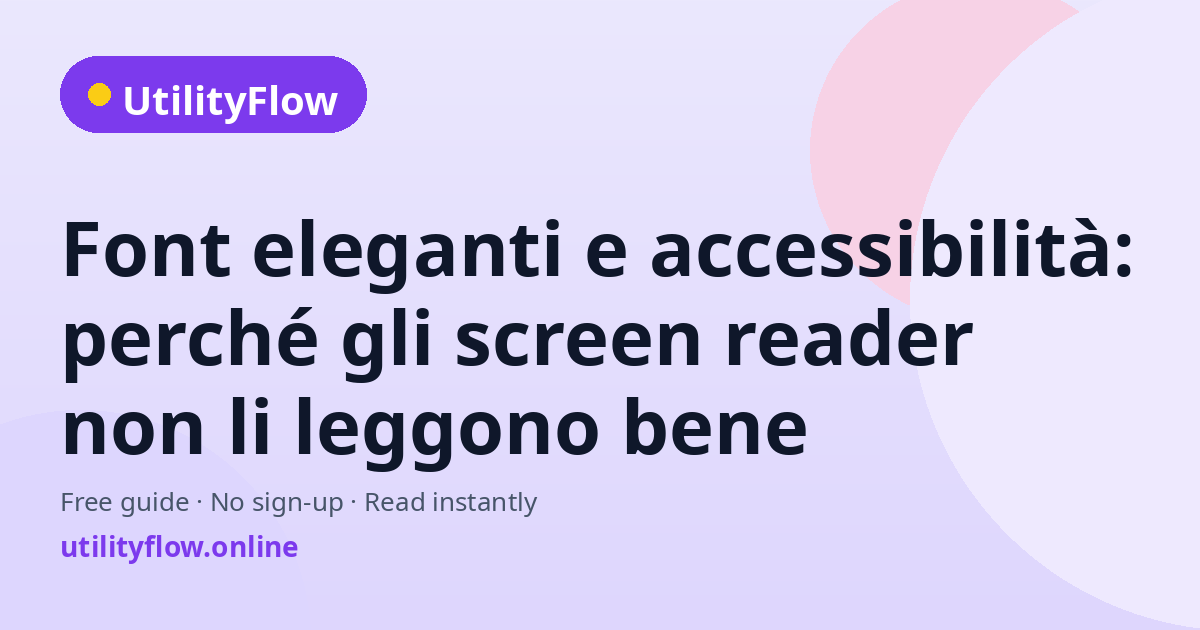 UtilityFlow
Font eleganti e accessibilità:
perché gli screen reader
non li leggono bene
Free guide · No sign-up · Read instantly
utilityflow.online